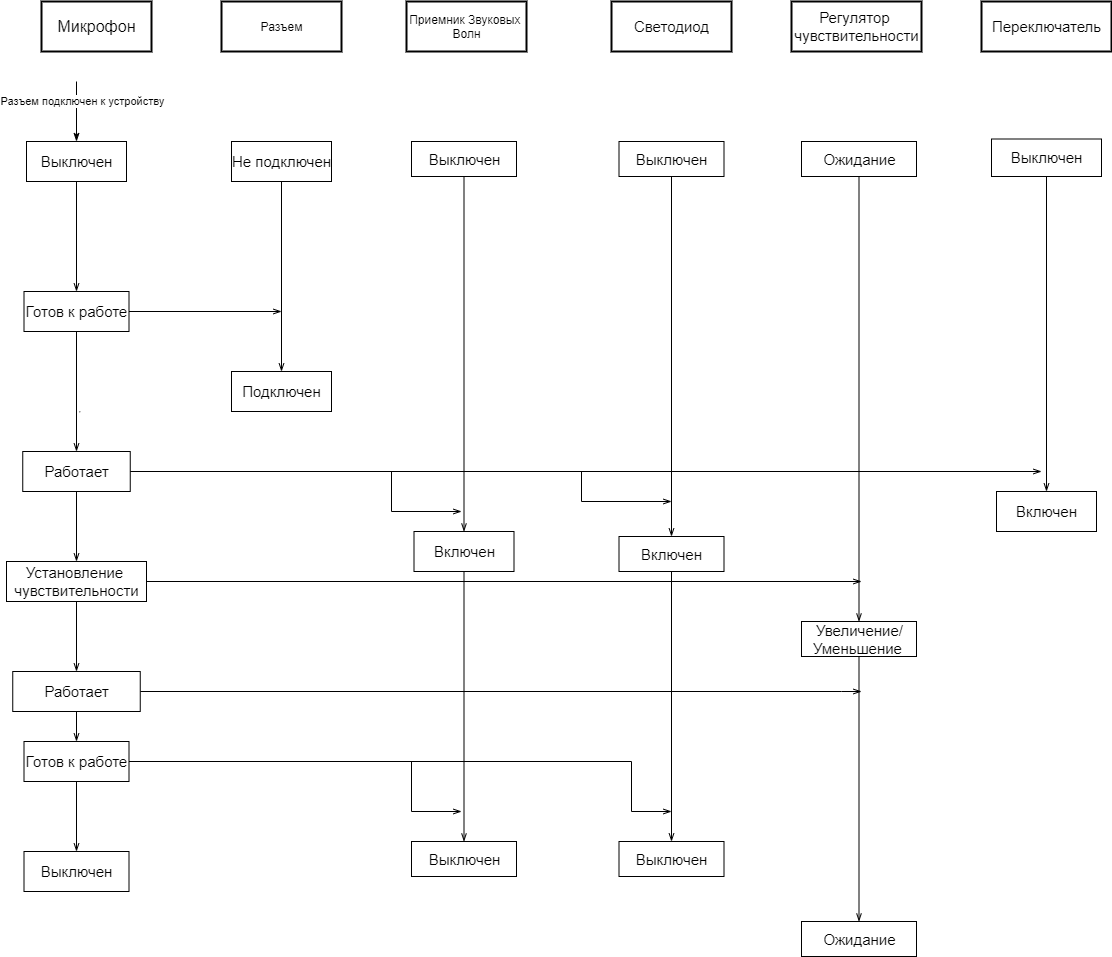 Микрофон
Разъем
Приемник Звуковых
Волн
Светодиод
Регулятор
чувствительности
Переключатель
Разъем подключен к устройству
Выключен
Не подключен
Выключен
Выключен
Ожидание
Выключен
Готов к работе
Подключен
Работает
Включен
Включен
Включен
Установление
чувствительности
Увеличение/
Уменьшение
Работает
Готов к работе
Выключен
Выключен
Выключен
Ожидание